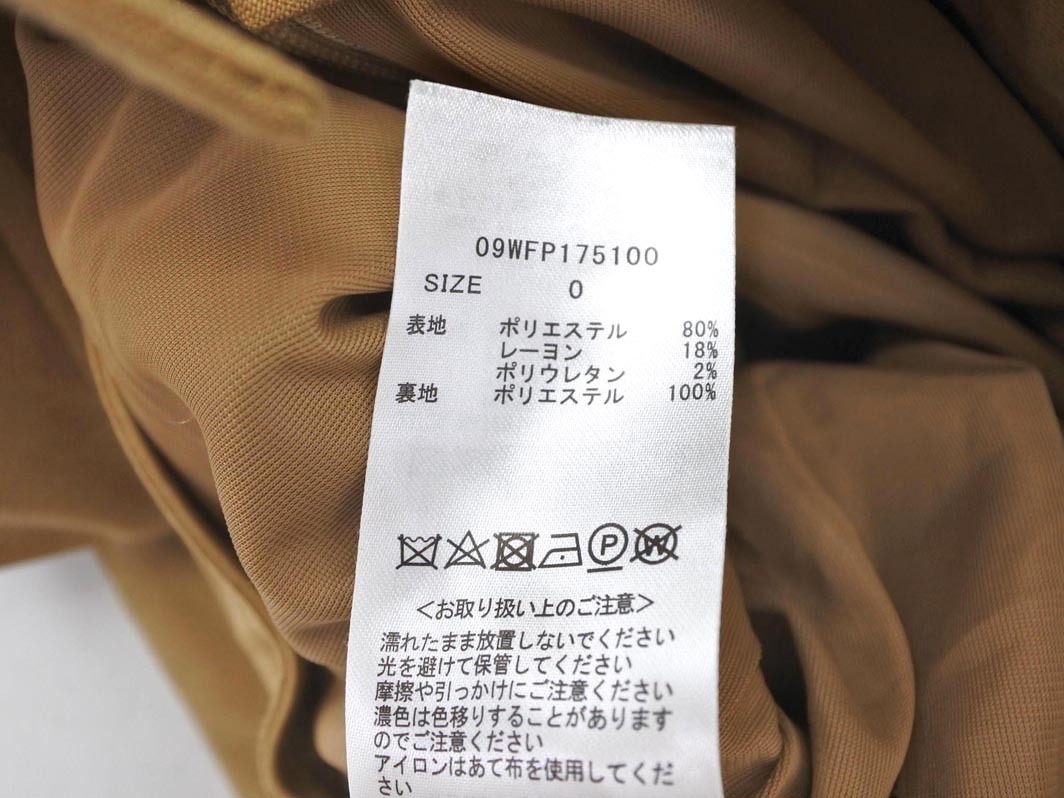 09WFP175100
SIZE 0
表地 ポリエステル 80%
レーヨン 18%
ポリウレタン 2%
裏地 ポリエステル 100%
P W
＜お取り扱い上のご注意＞
濡れたまま放置しないでください
光を避けて保管してください
摩擦や引っかけにご注意ください
濃色は色移りすることがあります
のでご注意ください
アイロンはあて布を使用してくだ
さい